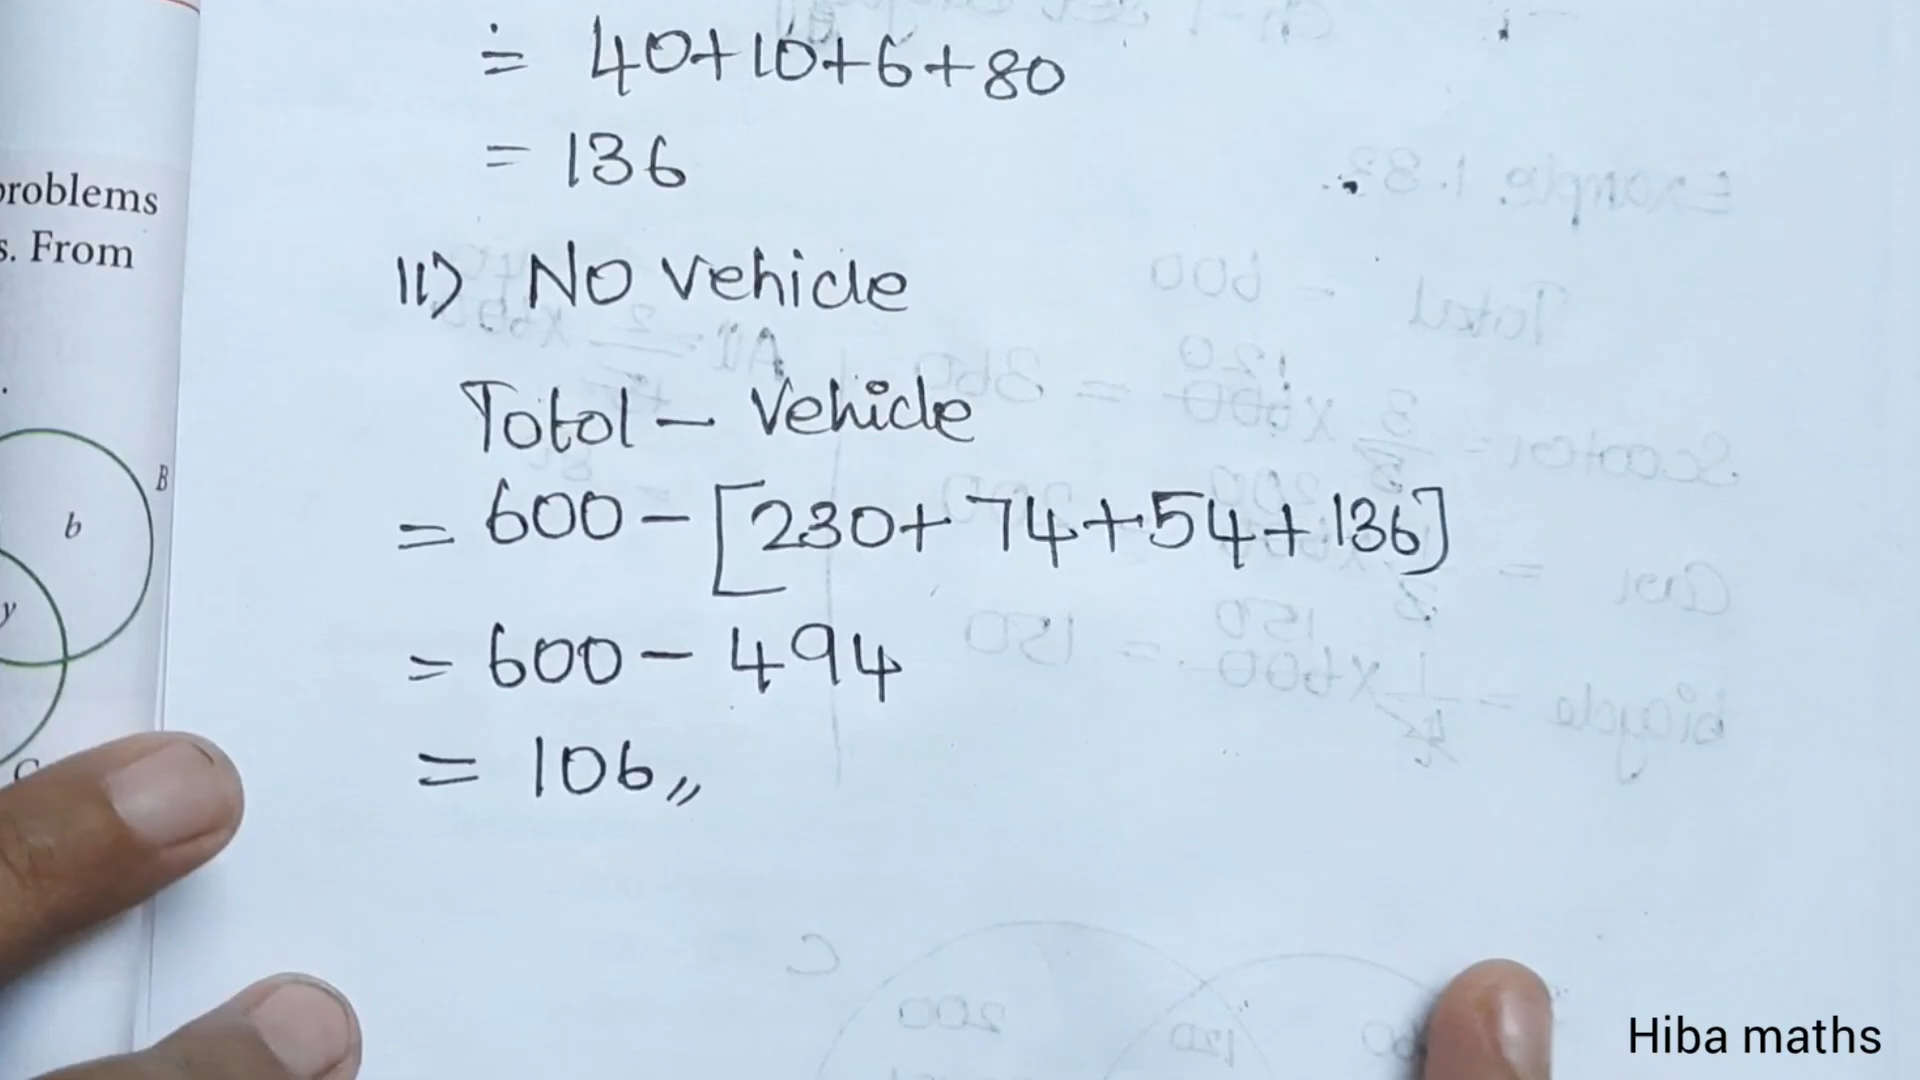 = 40+10+6+80
= 136
problems
s. From
ii) No vehicle
Totol - Vehicle
= 600 - [230+74+54+136]
= 600 - 494
= 106,,
B
b
y
C
Hiba maths